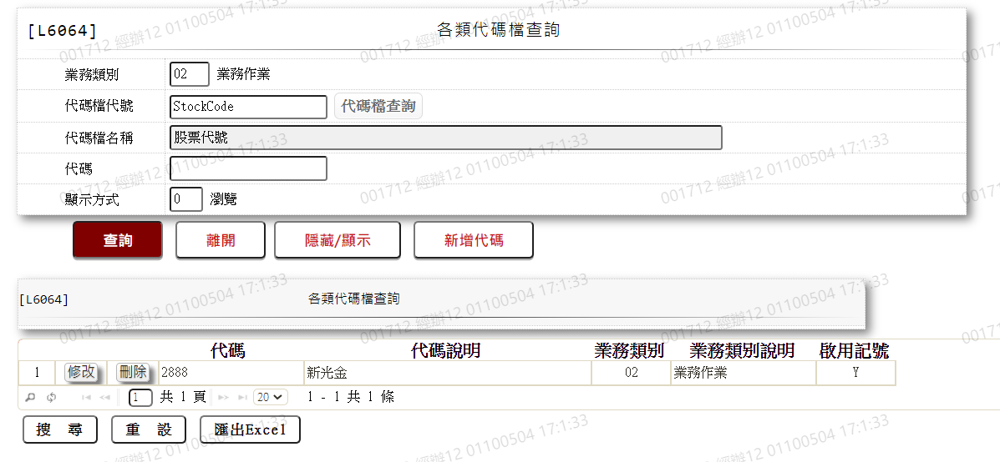 [L6064] 各類代碼檔查詢
業務類別 02 業務作業
代碼檔代號 StockCode 代碼檔查詢
代碼檔名稱 股票代號
代碼
顯示方式 0 瀏覽
查詢 離開 隱藏/顯示 新增代碼
[L6064] 各類代碼檔查詢
代碼 代碼說明 業務類別 業務類別說明 啟用記號
1 修改 刪除 2888 新光金 02 業務作業 Y
1 共 1 頁 20 1 - 1 共 1 條
搜 尋 重 設 匯出Excel
001712 經辦12 01100504 17:1:33